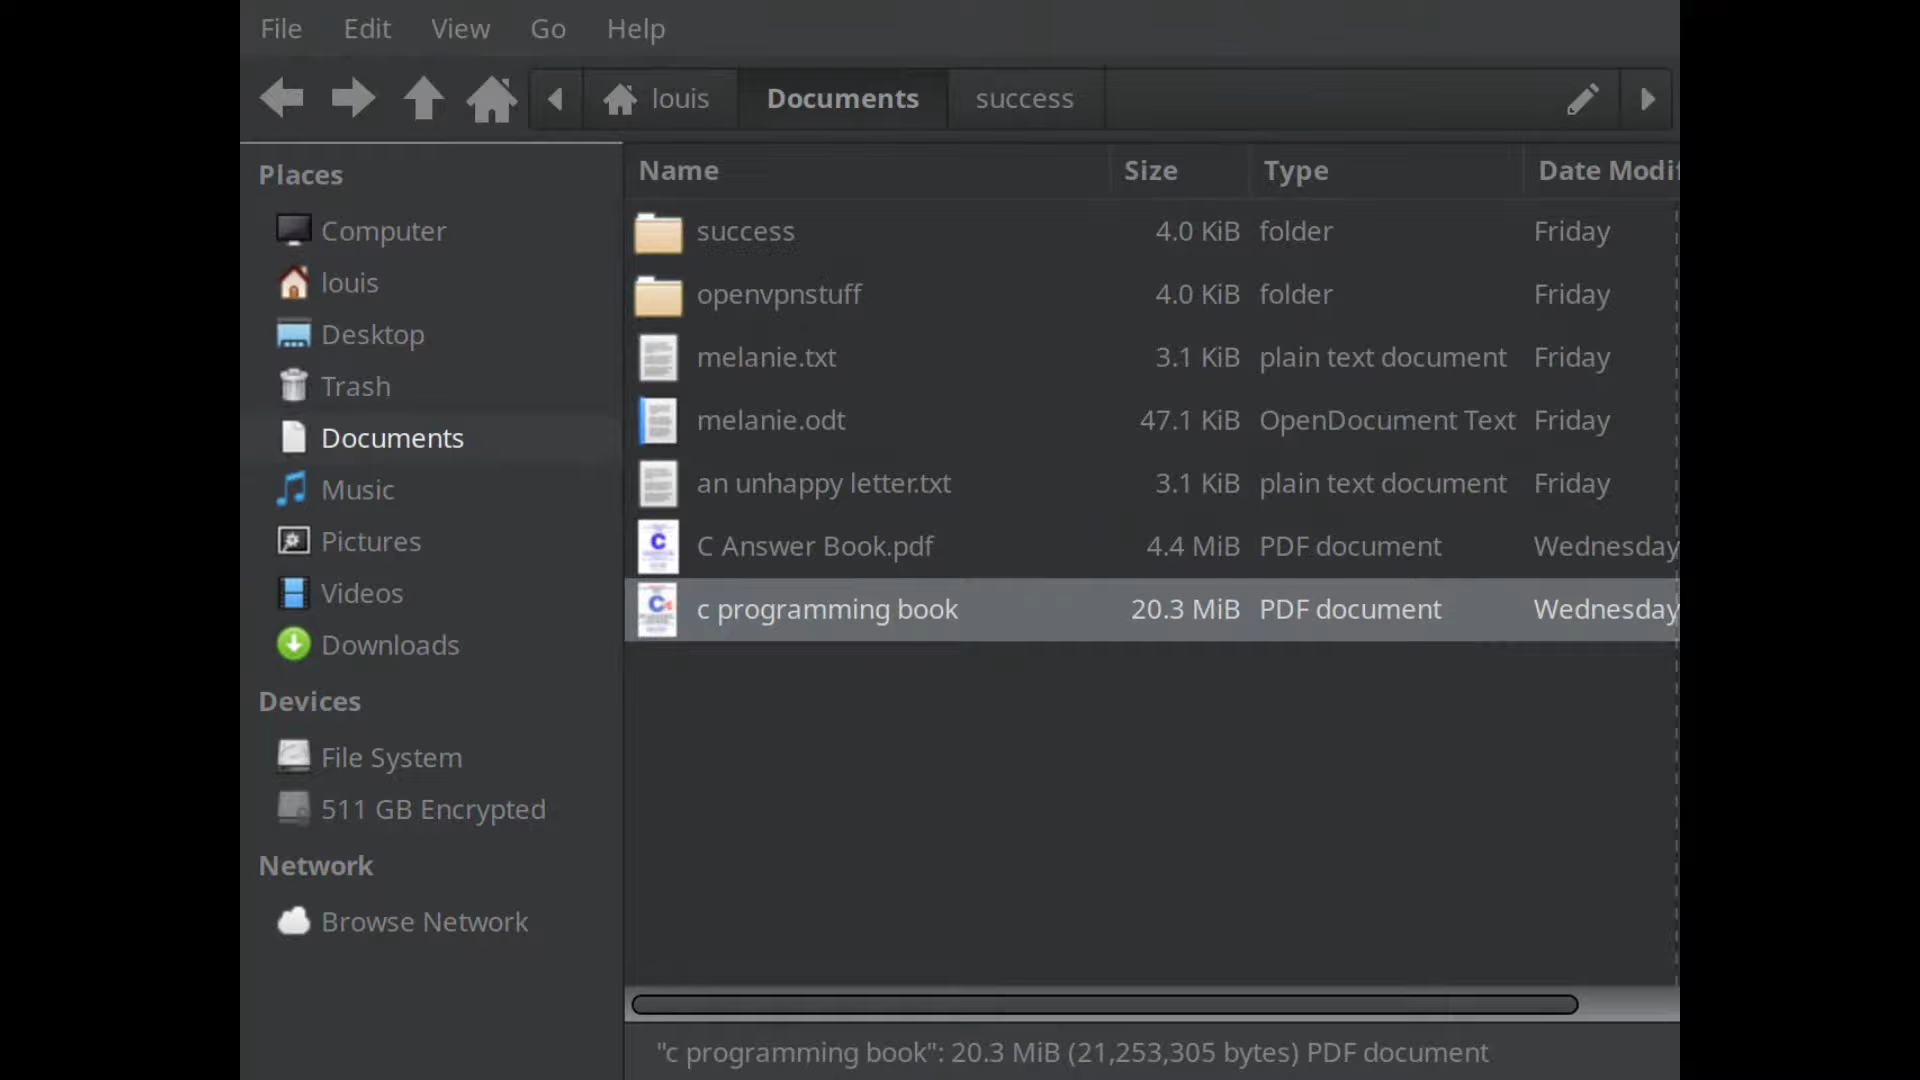 File Edit View Go Help
louis Documents success
Places
Computer
louis
Desktop
Trash
Documents
Music
Pictures
Videos
Downloads
Devices
File System
511 GB Encrypted
Network
Browse Network
Name Size Type Date Modif
success 4.0 KiB folder Friday
openvpnstuff 4.0 KiB folder Friday
melanie.txt 3.1 KiB plain text document Friday
melanie.odt 47.1 KiB OpenDocument Text Friday
an unhappy letter.txt 3.1 KiB plain text document Friday
C Answer Book.pdf 4.4 MiB PDF document Wednesday
c programming book 20.3 MiB PDF document Wednesday
"c programming book": 20.3 MiB (21,253,305 bytes) PDF document